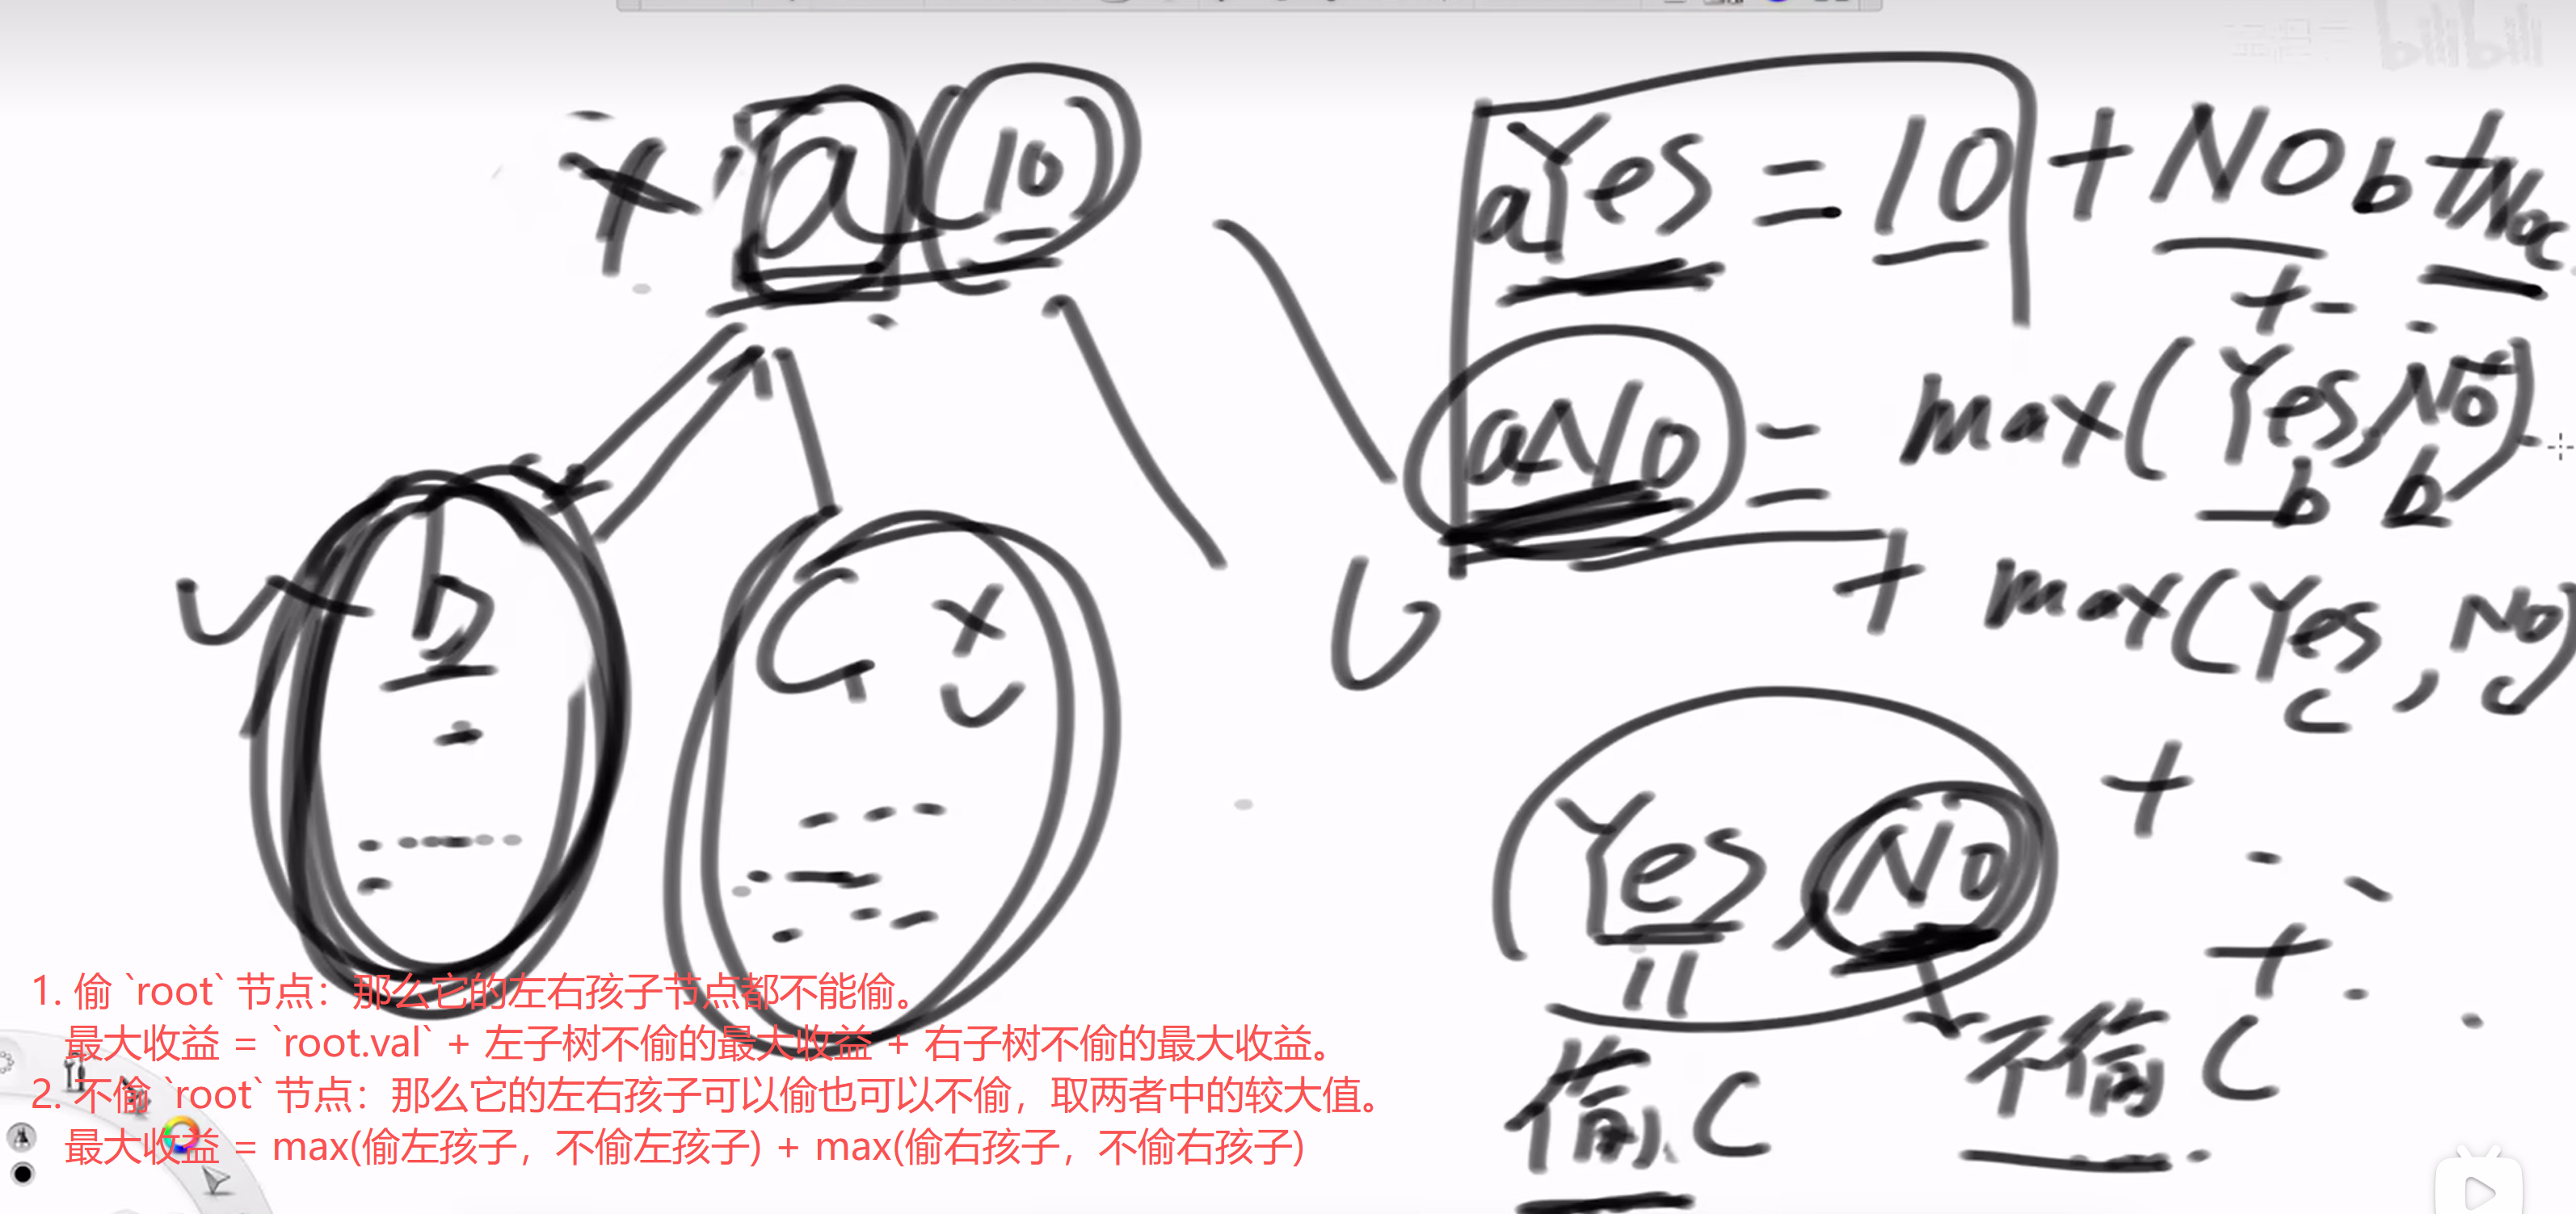 bilibili
x a 10
aYes = 10 + No b + No c
+
aNo = max(Yes b, No b)
+ max(Yes c, No c)
b
C x
+
Yes, No
+
偷C
不偷C
1. 偷 `root` 节点：那么它的左右孩子节点都不能偷。
最大收益 = `root.val` + 左子树不偷的最大收益 + 右子树不偷的最大收益。
2. 不偷 `root` 节点：那么它的左右孩子可以偷也可以不偷，取两者中的较大值。
最大收益 = max(偷左孩子，不偷左孩子) + max(偷右孩子，不偷右孩子)